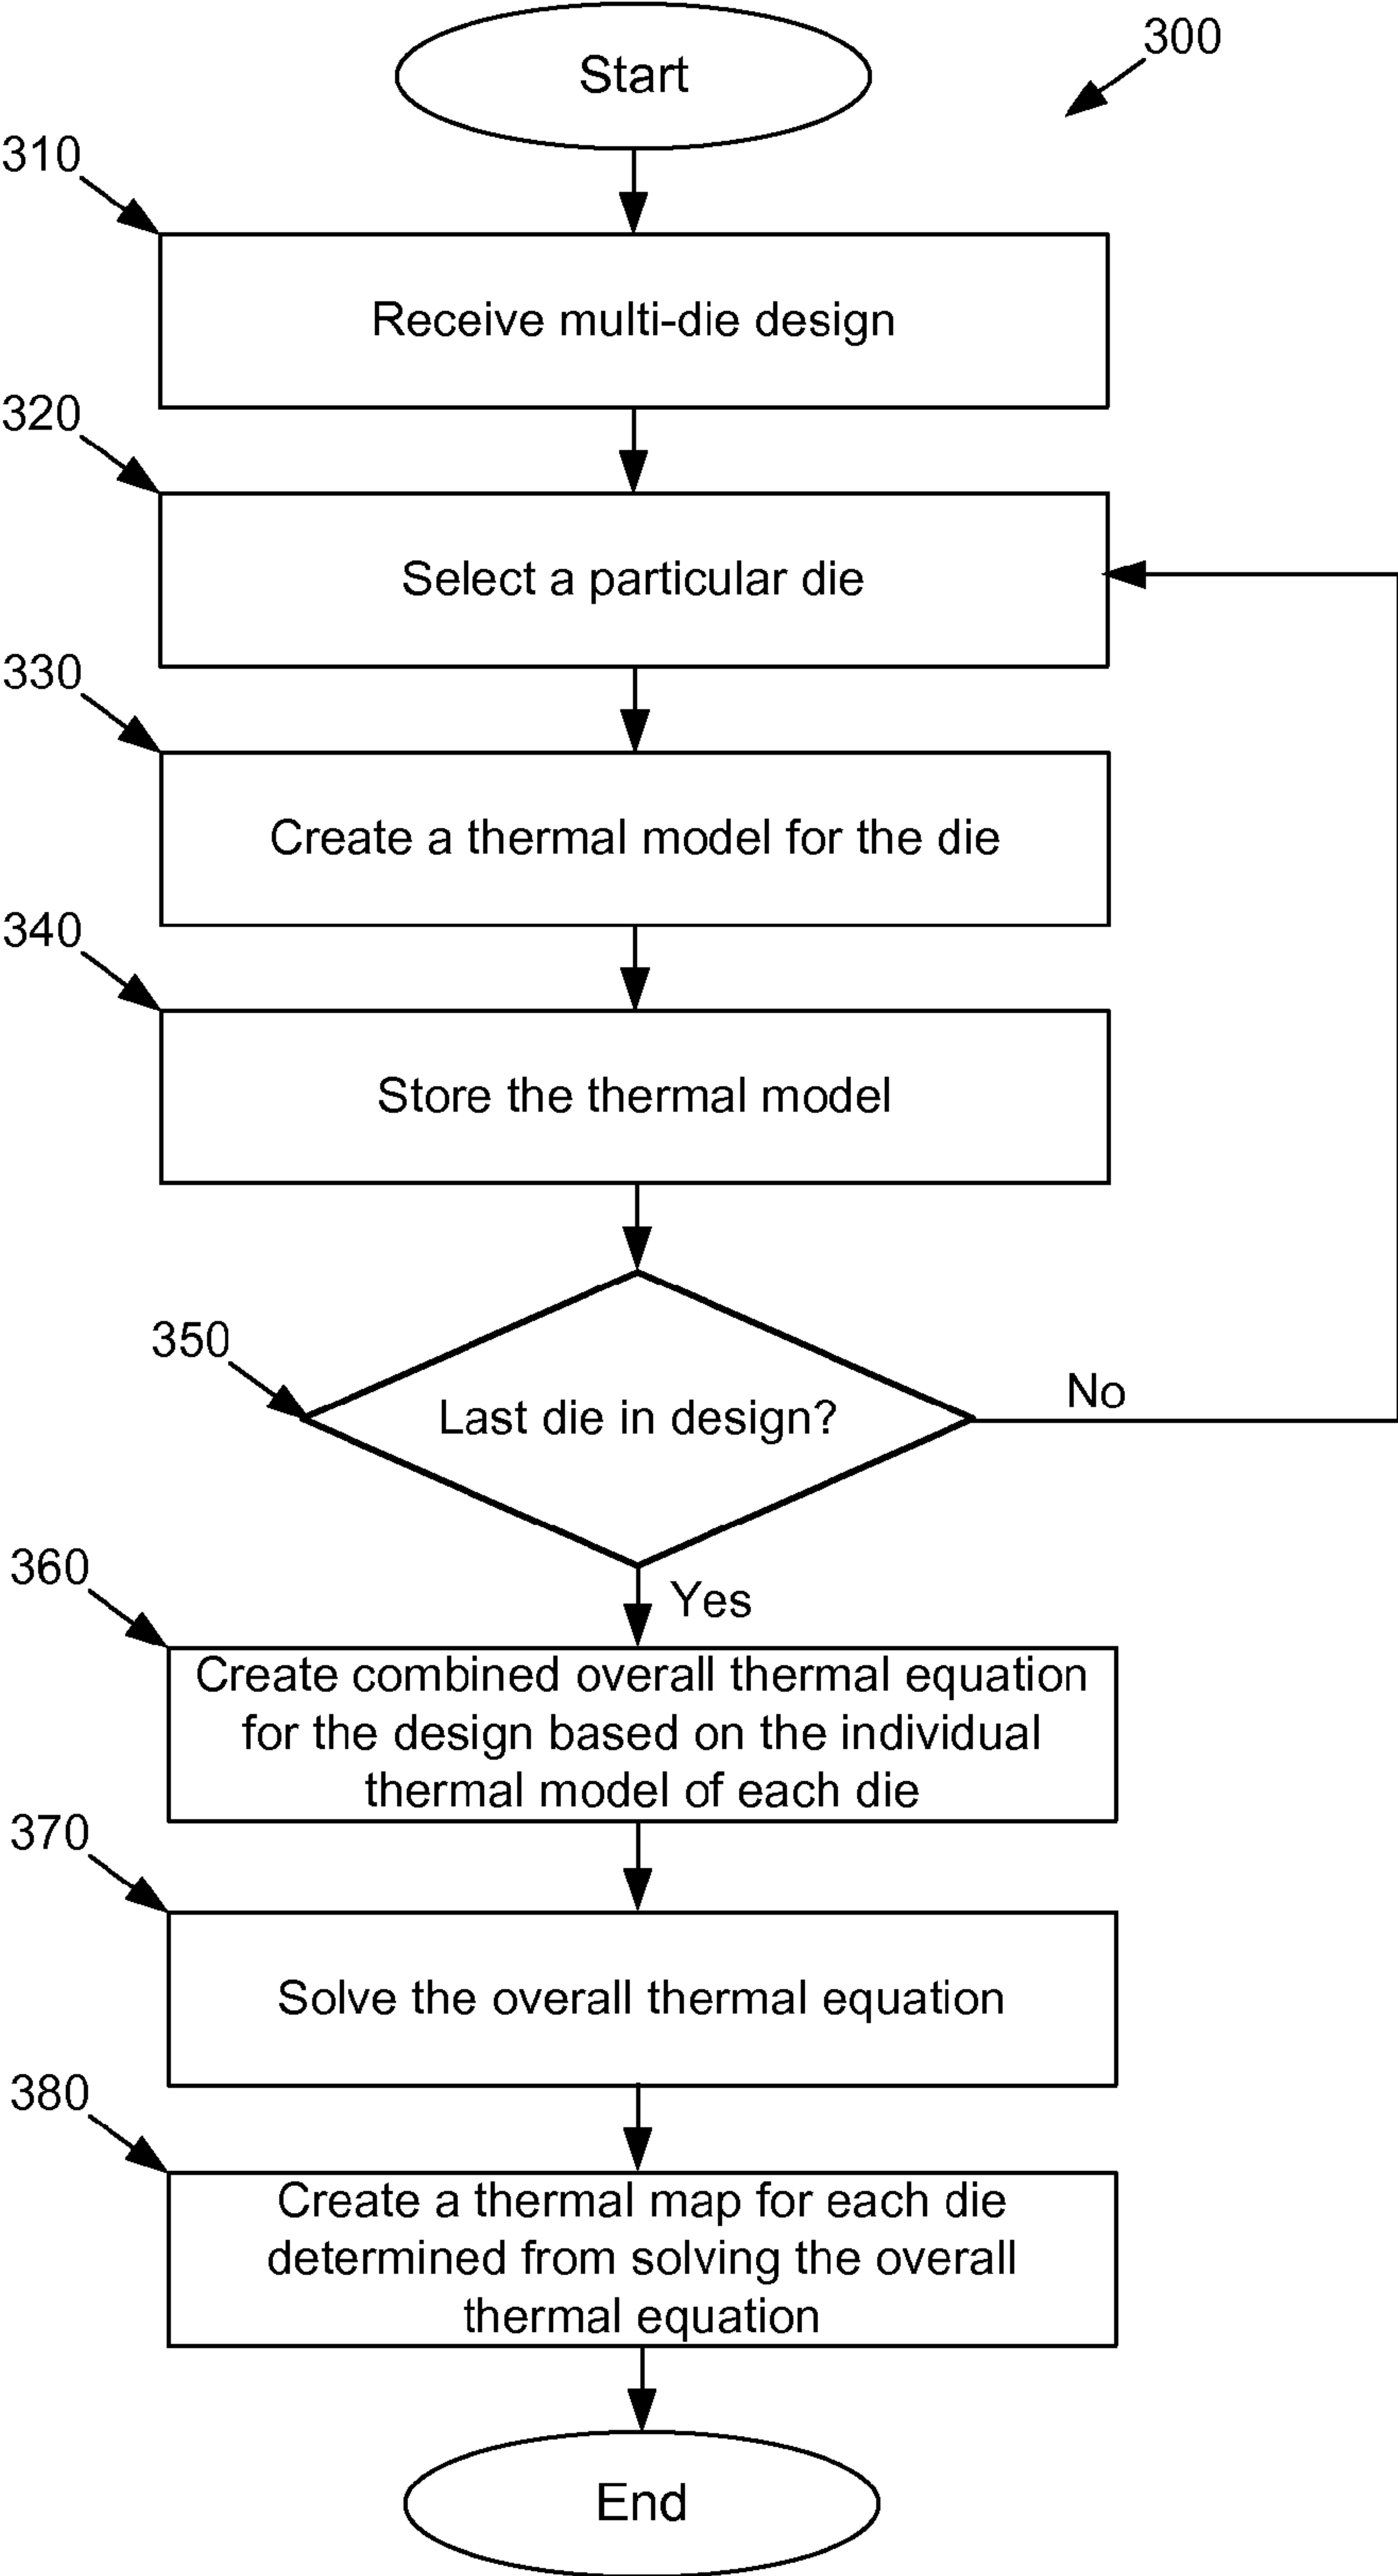 Start
300
310
Receive multi-die design
320
Select a particular die
330
Create a thermal model for the die
340
Store the thermal model
350
Last die in design?
No
Yes
360
Create combined overall thermal equation
for the design based on the individual
thermal model of each die
370
Solve the overall thermal equation
380
Create a thermal map for each die
determined from solving the overall
thermal equation
End